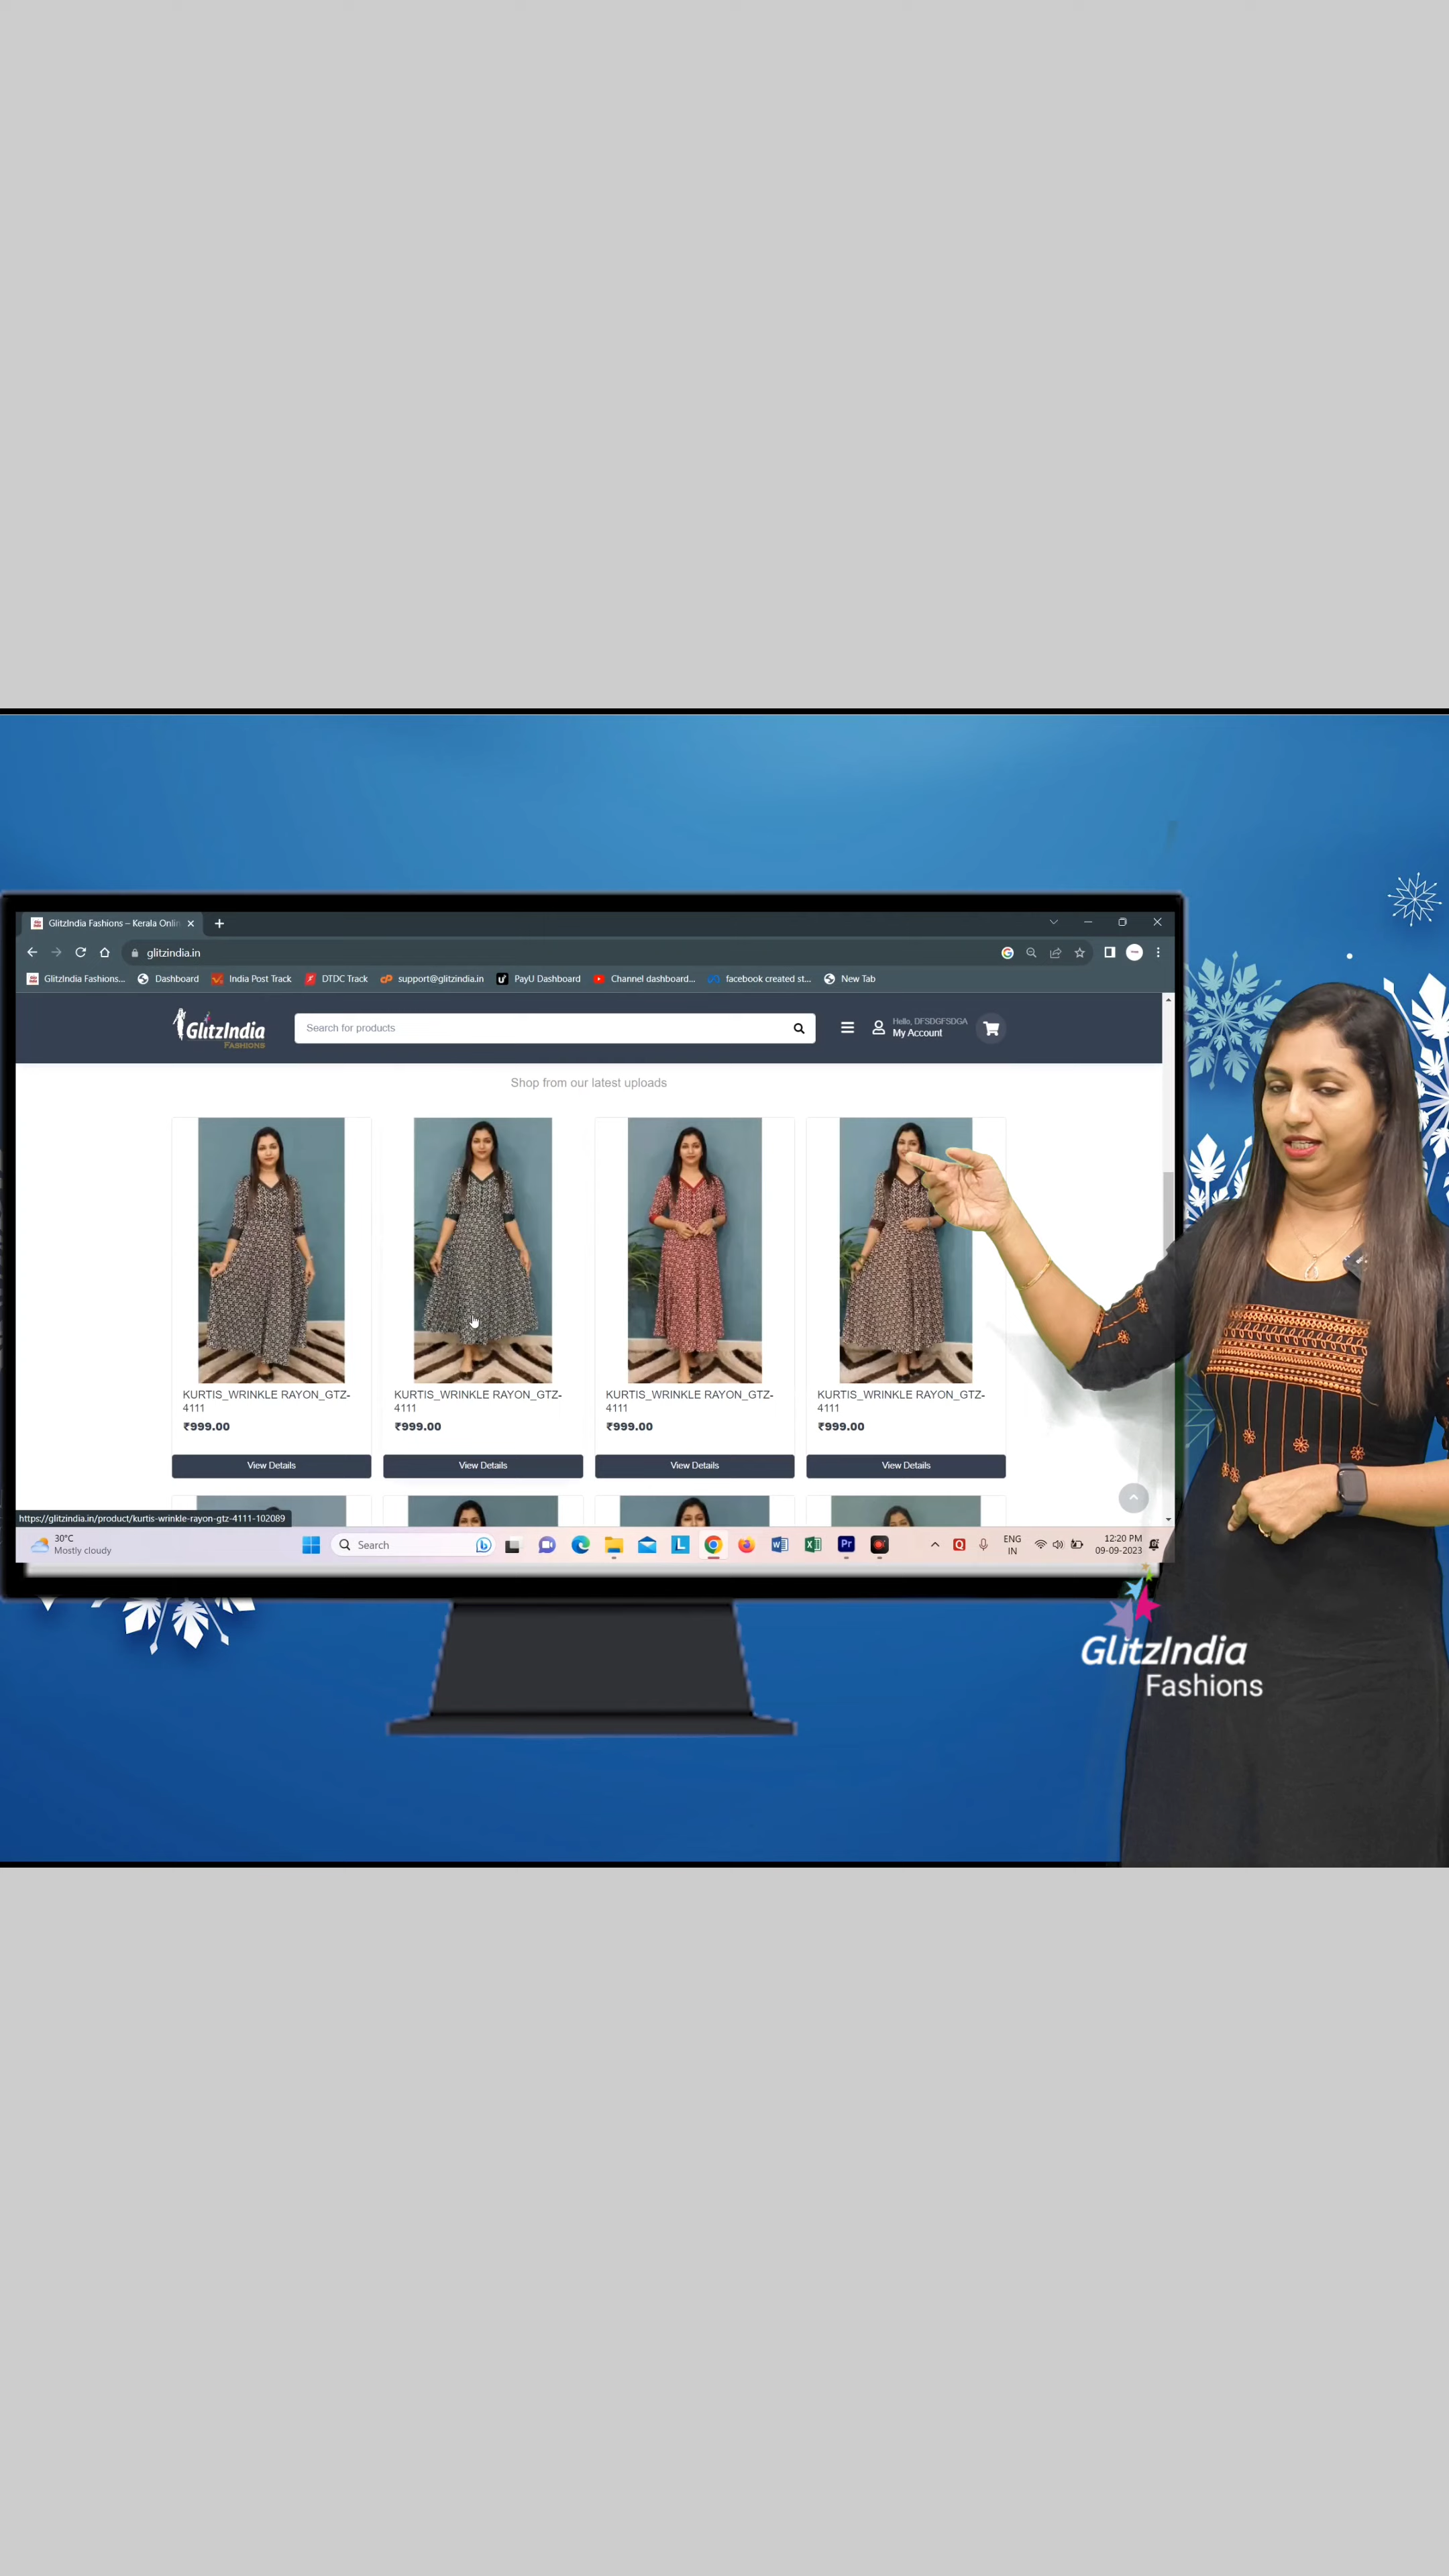 GlitzIndia Fashions – Kerala Onlin
glitzindia.in
GlitzIndia Fashions... Dashboard India Post Track DTDC Track support@glitzindia.in PayU Dashboard Channel dashboard... facebook created st... New Tab
GlitzIndia
FASHIONS
Search for products
Hello, DFSDGFSDGA
My Account
Shop from our latest uploads
KURTIS_WRINKLE RAYON_GTZ-
4111
₹999.00
View Details
KURTIS_WRINKLE RAYON_GTZ-
4111
₹999.00
View Details
KURTIS_WRINKLE RAYON_GTZ-
4111
₹999.00
View Details
KURTIS_WRINKLE RAYON_GTZ-
4111
₹999.00
View Details
https://glitzindia.in/product/kurtis-wrinkle-rayon-gtz-4111-102089
30°C
Mostly cloudy
Search
ENG
IN
12:20 PM
09-09-2023
GlitzIndia
Fashions